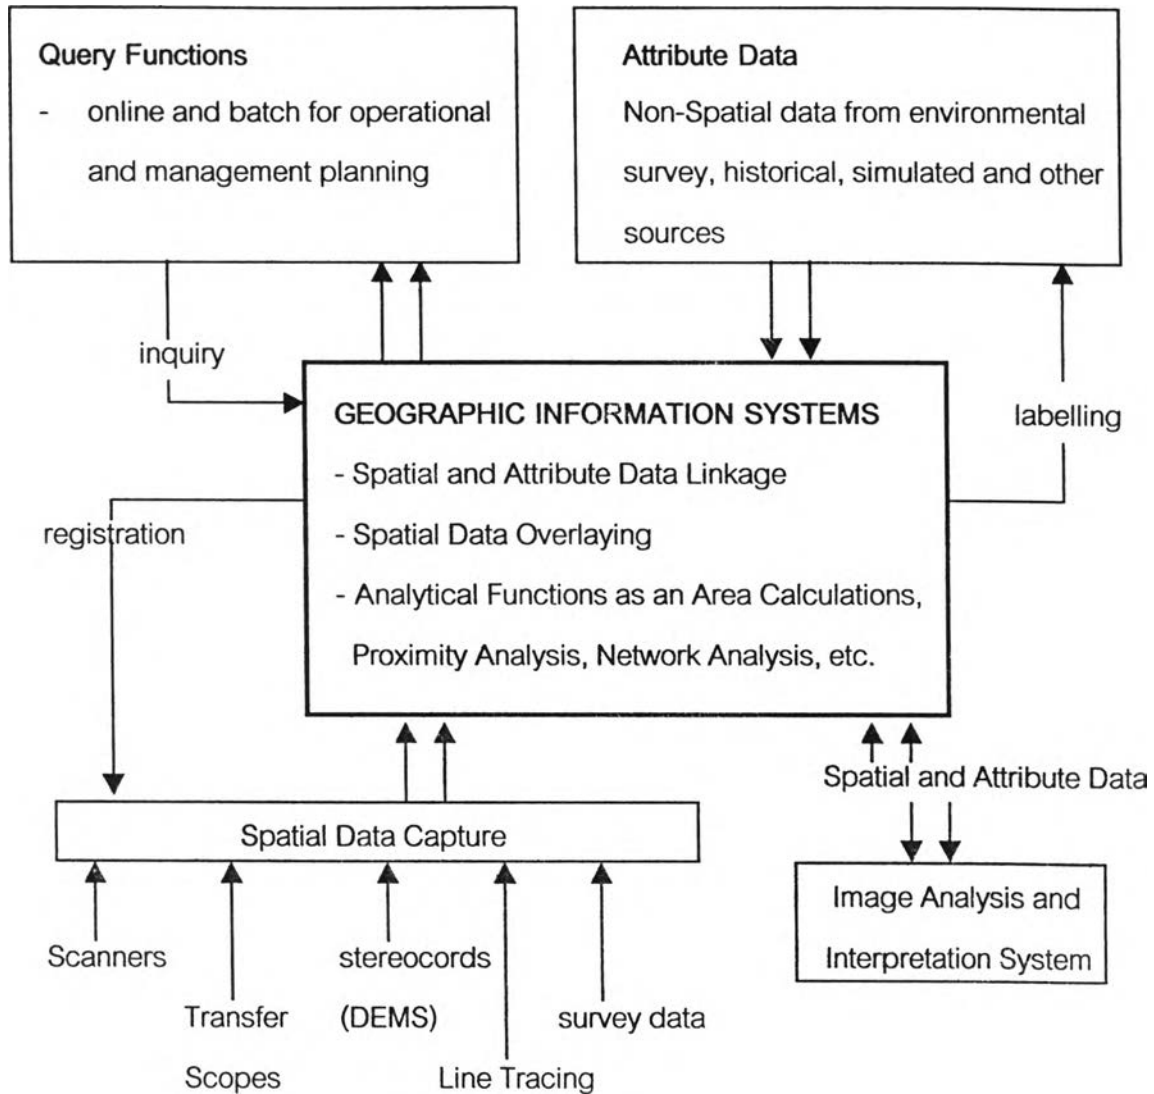 Query Functions
- online and batch for operational
and management planning
Attribute Data
Non-Spatial data from environmental
survey, historical, simulated and other
sources
inquiry
labelling
GEOGRAPHIC INFORMATION SYSTEMS
- Spatial and Attribute Data Linkage
- Spatial Data Overlaying
- Analytical Functions as an Area Calculations,
Proximity Analysis, Network Analysis, etc.
registration
Spatial and Attribute Data
Spatial Data Capture
Image Analysis and
Interpretation System
Scanners
Transfer
Scopes
stereocords
(DEMS)
Line Tracing
survey data